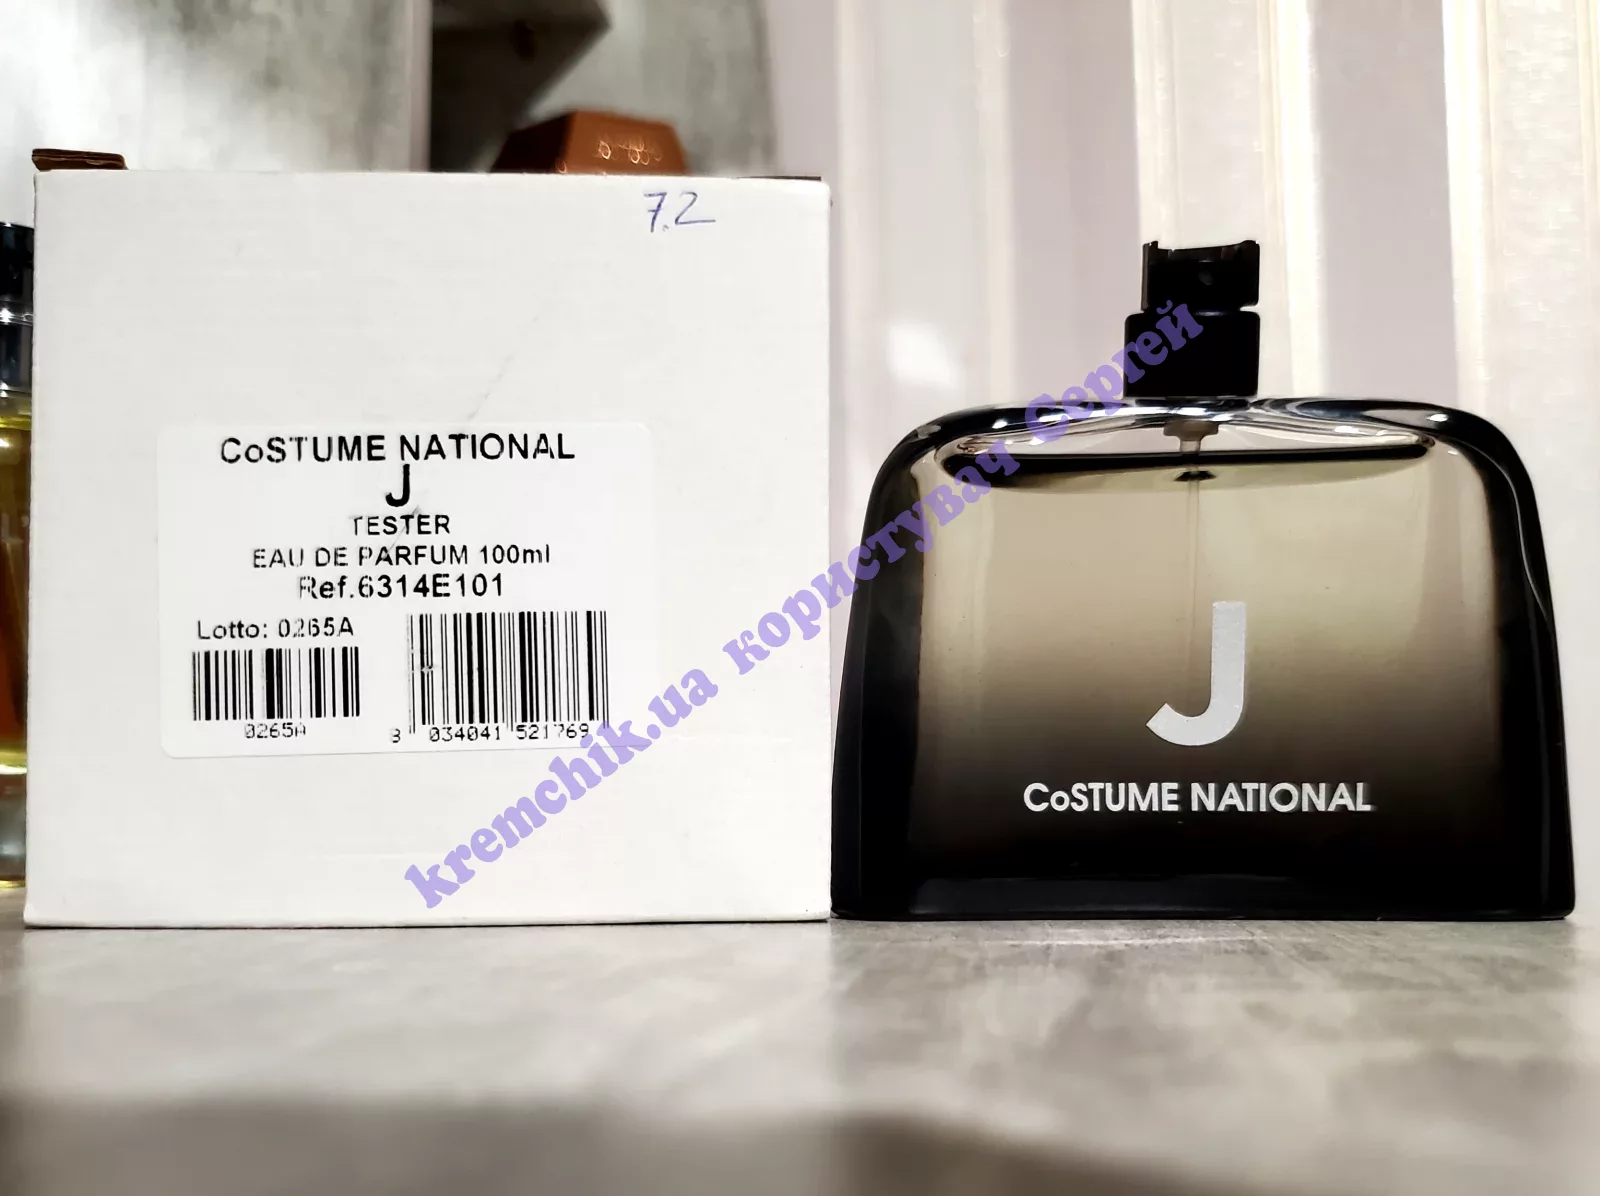 7.2
CoSTUME NATIONAL
J
TESTER
EAU DE PARFUM 100ml
Ref.6314E101
Lotto: 0265A
0265A
8 034041 521769
J
CoSTUME NATIONAL
kremchik.ua користувач Сергей